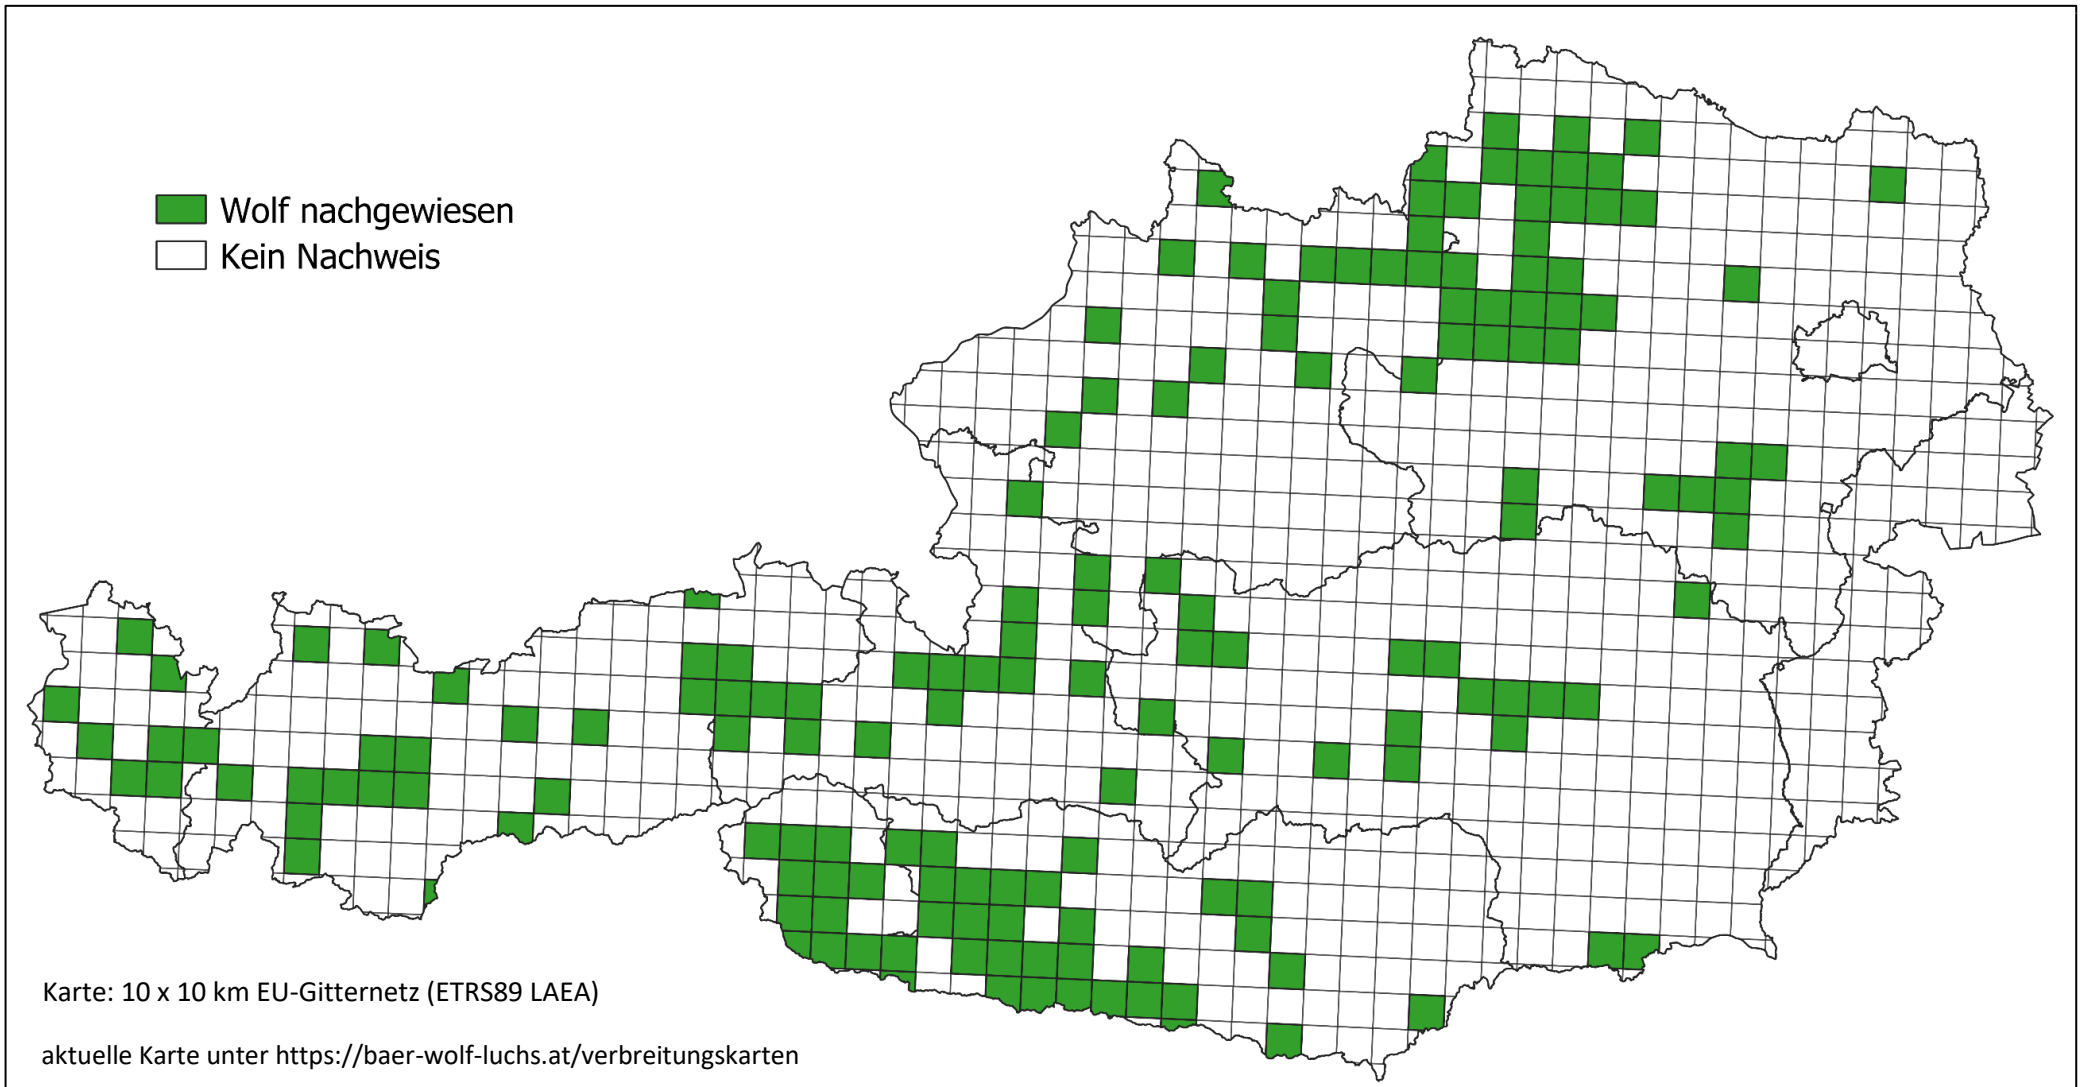 Wolf nachgewiesen
Kein Nachweis
Karte: 10 x 10 km EU-Gitternetz (ETRS89 LAEA)
aktuelle Karte unter https://baer-wolf-luchs.at/verbreitungskarten